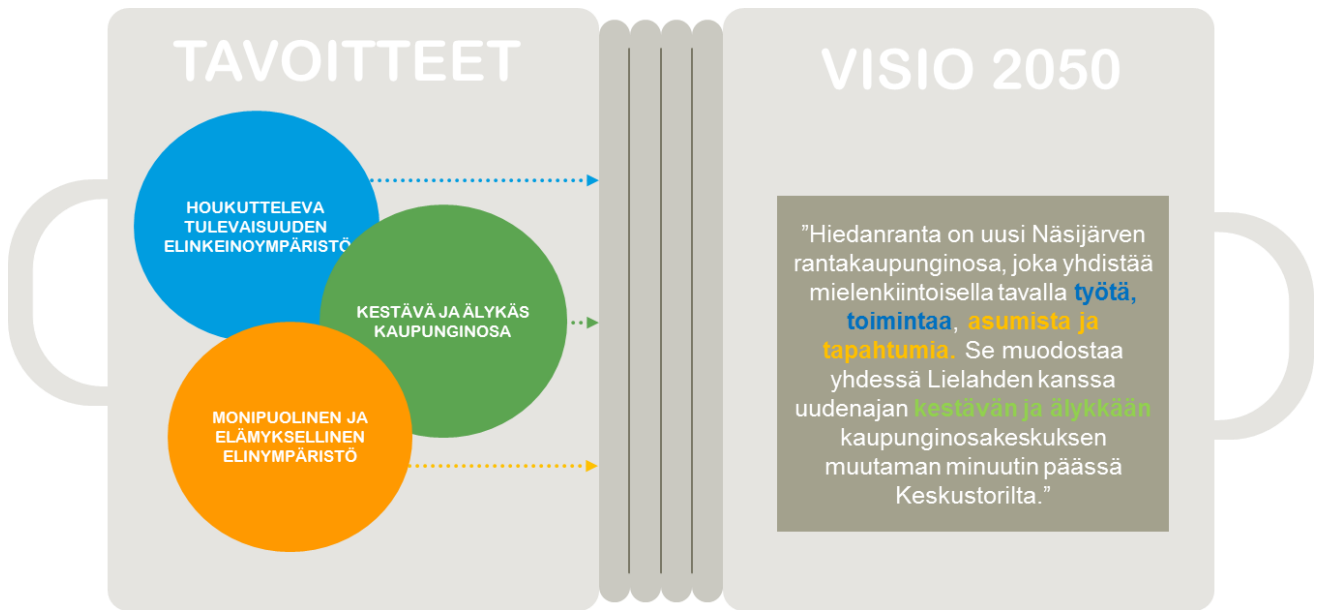 TAVOITTEET
HOUKUTTELEVA
TULEVAISUUDEN
ELINKEINOYMPÄRISTÖ
KESTÄVÄ JA ÄLYKÄS
KAUPUNGINOSA
MONIPUOLINEN JA
ELÄMYKSELLINEN
ELINYMPÄRISTÖ
VISIO 2050
”Hiedanranta on uusi Näsijärven
rantakaupunginosa, joka yhdistää
mielenkiintoisella tavalla työtä,
toimintaa, asumista ja
tapahtumia. Se muodostaa
yhdessä Lielahden kanssa
uudenajan kestävän ja älykkään
kaupunginosakeskuksen
muutaman minuutin päässä
Keskustorilta.”